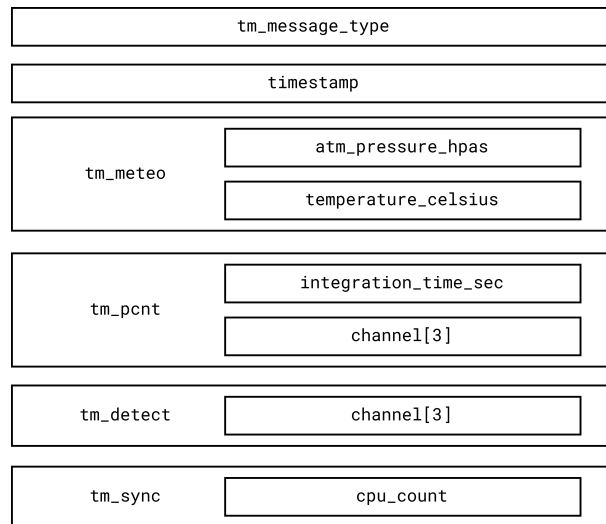 tm_message_type
timestamp
tm_meteo
atm_pressure_hpas
temperature_celsius
tm_pcnt
integration_time_sec
channel[3]
tm_detect
channel[3]
tm_sync
cpu_count